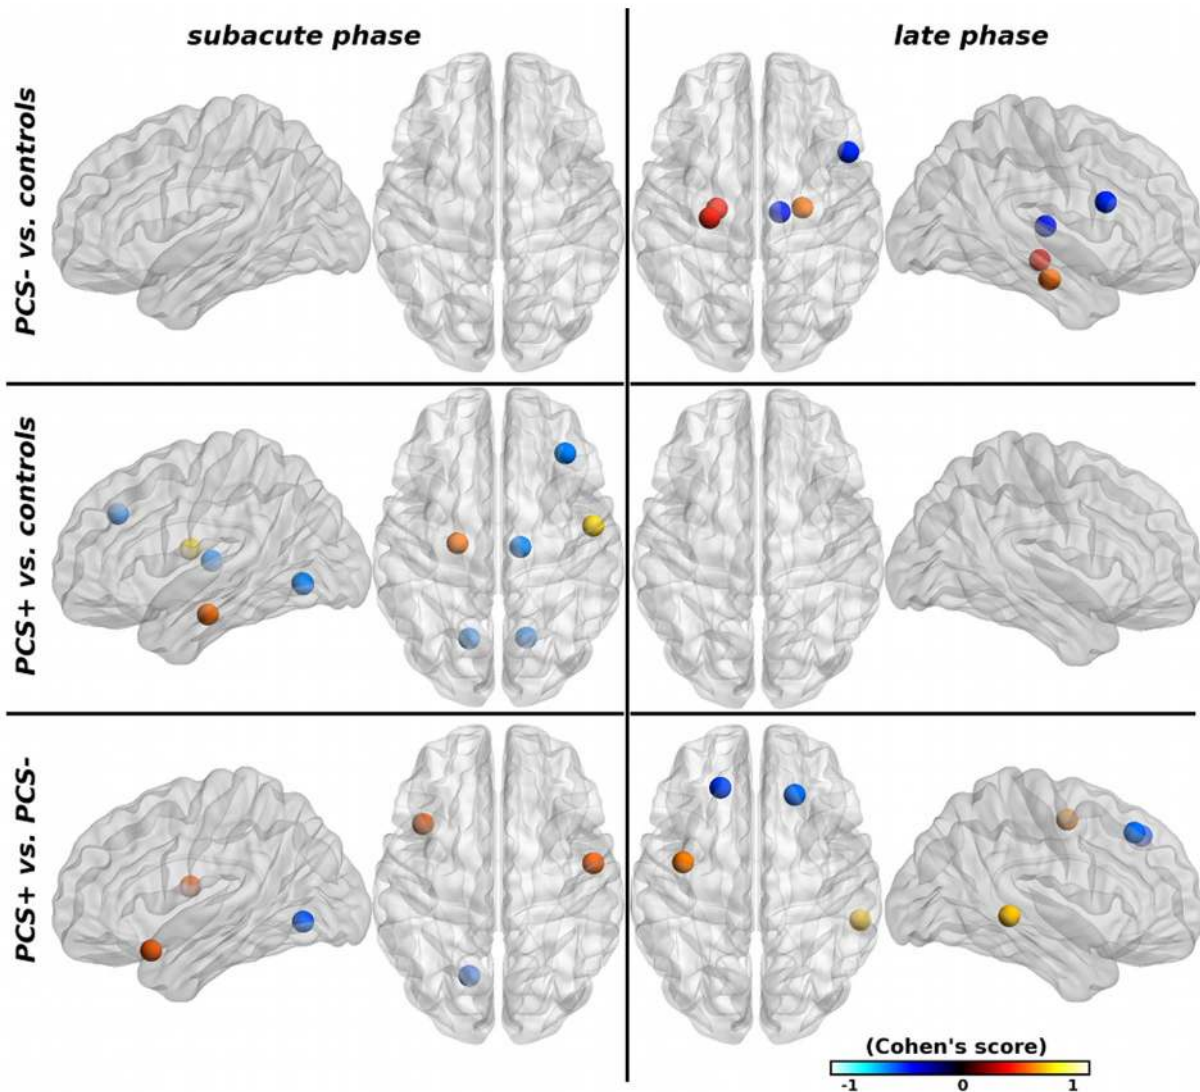 subacute phase
late phase
PCS- vs. controls
PCS+ vs. controls
PCS+ vs. PCS-
(Cohen's score)
-1 0 1